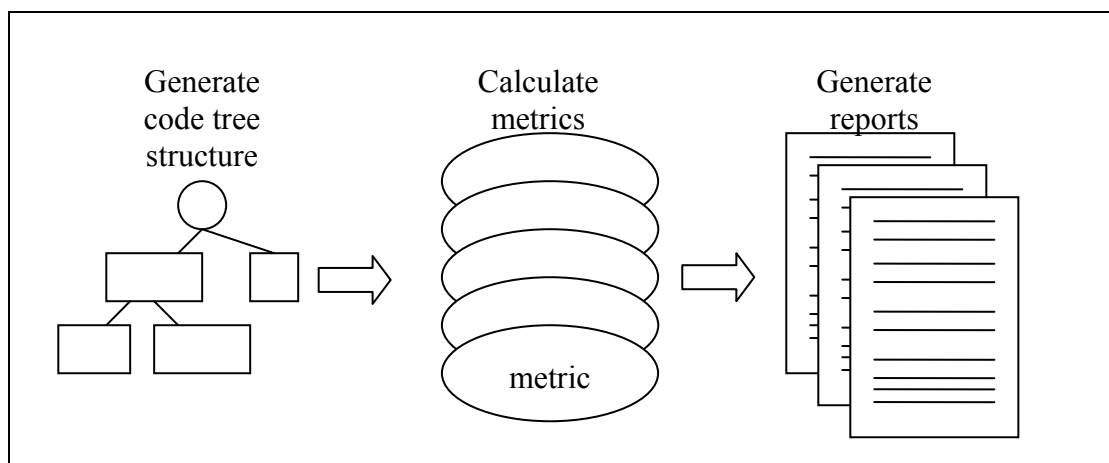 Generate
code tree
structure
Calculate
metrics
Generate
reports
metric